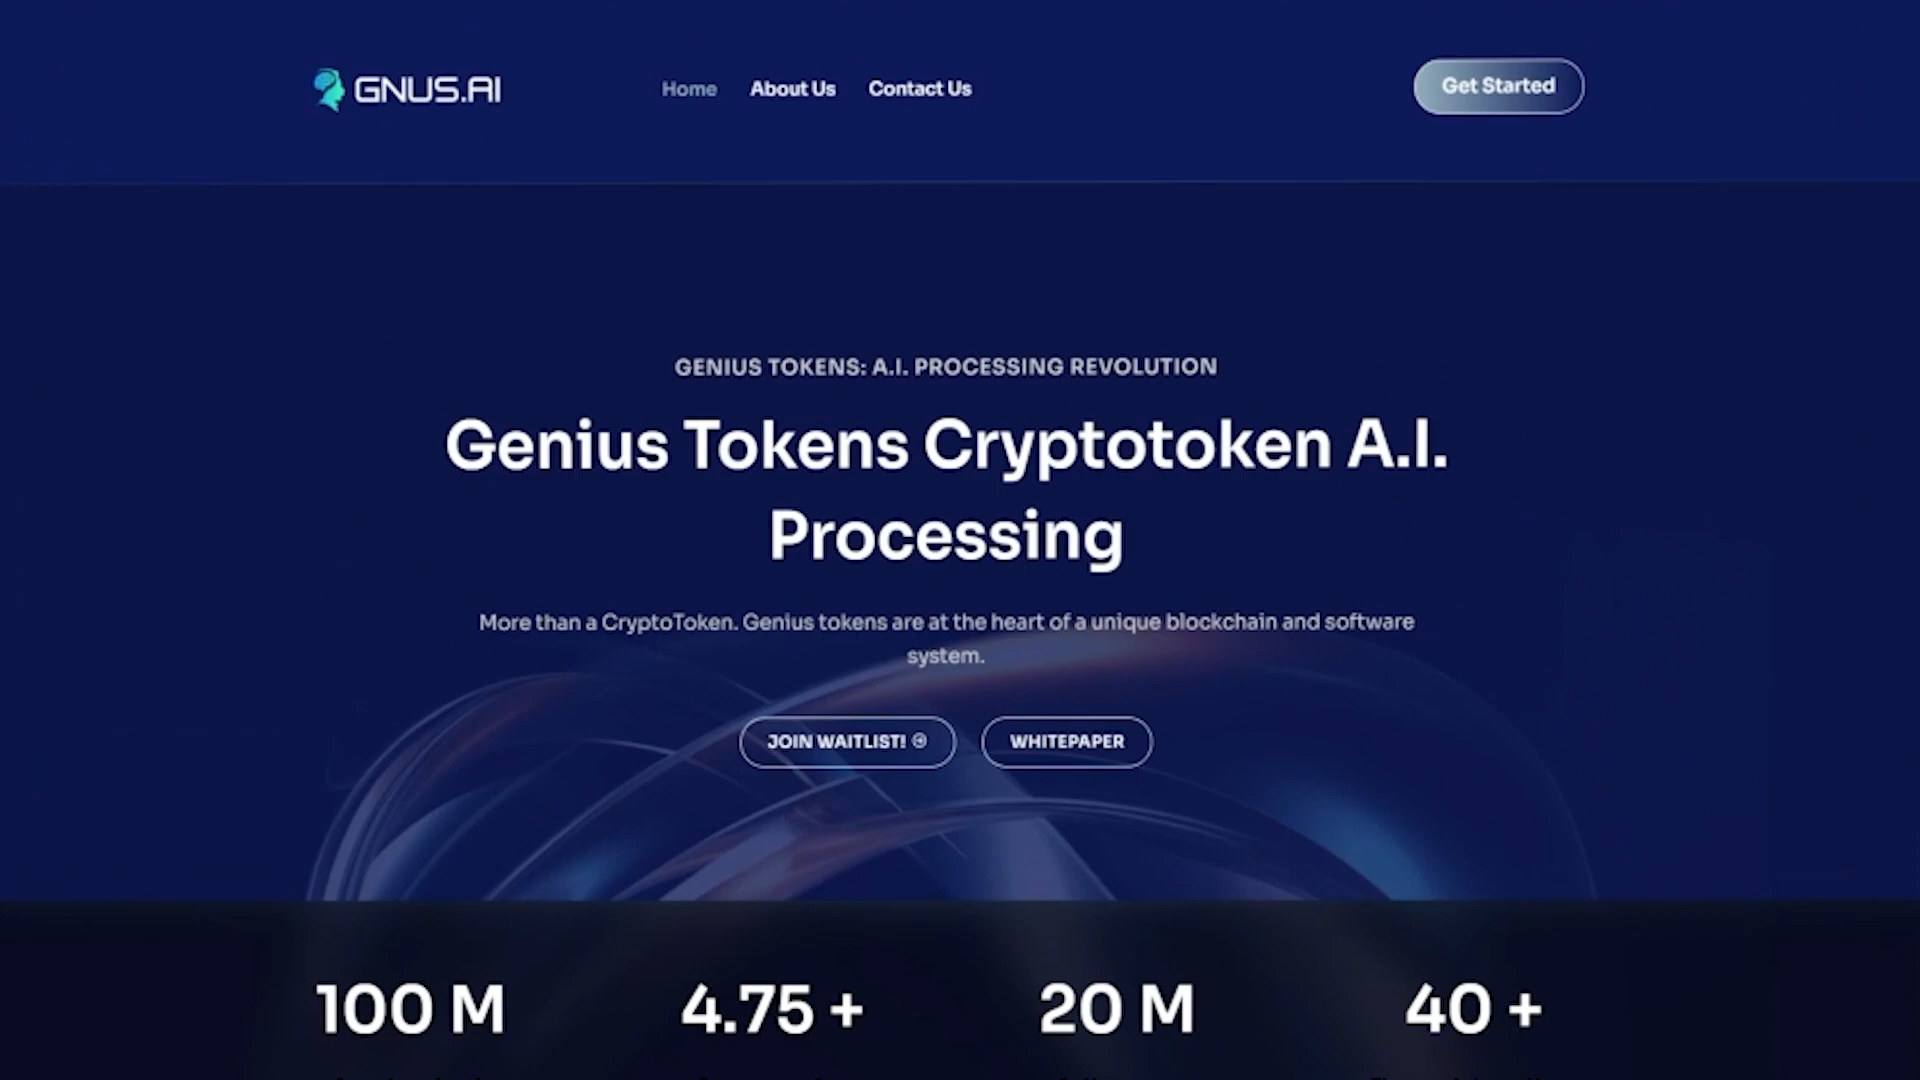 GNUS.AI
Home
About Us
Contact Us
Get Started
GENIUS TOKENS: A.I. PROCESSING REVOLUTION
Genius Tokens Cryptotoken A.I.
Processing
More than a CryptoToken. Genius tokens are at the heart of a unique blockchain and software
system.
JOIN WAITLIST!
WHITEPAPER
100 M
4.75 +
20 M
40 +